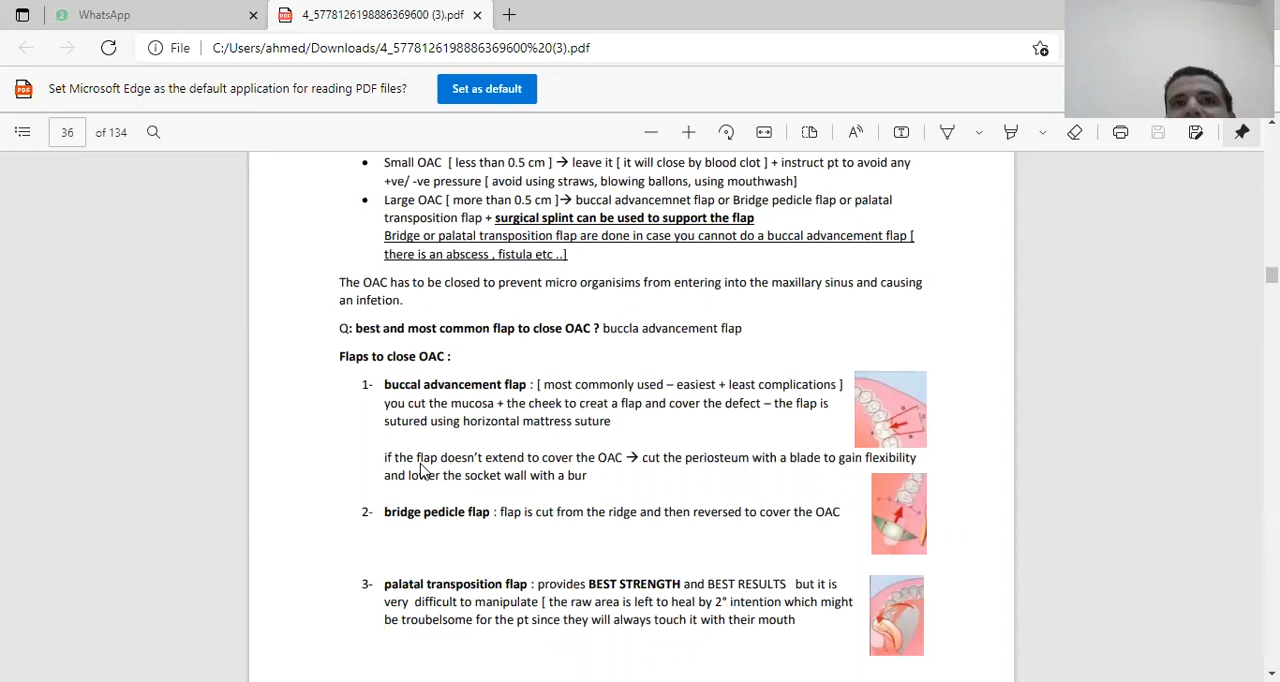 WhatsApp
4_5778126198886369600 (3).pdf
File C:/Users/ahmed/Downloads/4_5778126198886369600%20(3).pdf
Set Microsoft Edge as the default application for reading PDF files? Set as default
36 of 134
• Small OAC [ less than 0.5 cm ] → leave it [ it will close by blood clot ] + instruct pt to avoid any
+ve/ -ve pressure [ avoid using straws, blowing ballons, using mouthwash]
• Large OAC [ more than 0.5 cm ]→ buccal advancemnet flap or Bridge pedicle flap or palatal
transposition flap + surgical splint can be used to support the flap
Bridge or palatal transposition flap are done in case you cannot do a buccal advancement flap [
there is an abscess , fistula etc ..]
The OAC has to be closed to prevent micro organisims from entering into the maxillary sinus and causing
an infetion.
Q: best and most common flap to close OAC ? buccla advancement flap
Flaps to close OAC :
1- buccal advancement flap : [ most commonly used – easiest + least complications ]
you cut the mucosa + the cheek to creat a flap and cover the defect – the flap is
sutured using horizontal mattress suture
if the flap doesn't extend to cover the OAC → cut the periosteum with a blade to gain flexibility
and lower the socket wall with a bur
2- bridge pedicle flap : flap is cut from the ridge and then reversed to cover the OAC
3- palatal transposition flap : provides BEST STRENGTH and BEST RESULTS but it is
very difficult to manipulate [ the raw area is left to heal by 2° intention which might
be troubelsome for the pt since they will always touch it with their mouth